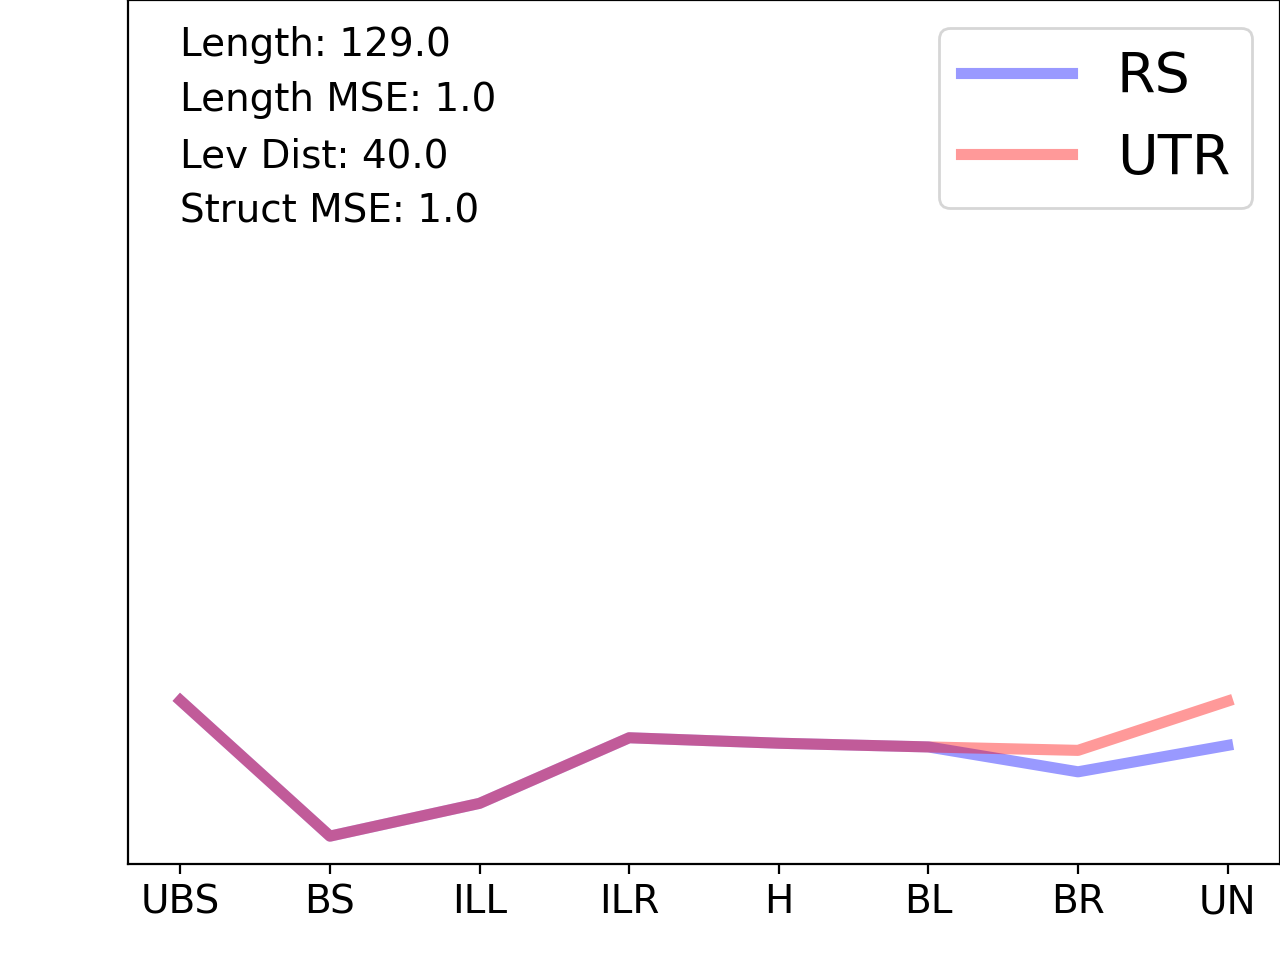 Length: 129.0
Length MSE: 1.0
Lev Dist: 40.0
Struct MSE: 1.0
RS
UTR
UBS BS ILL ILR H BL BR UN